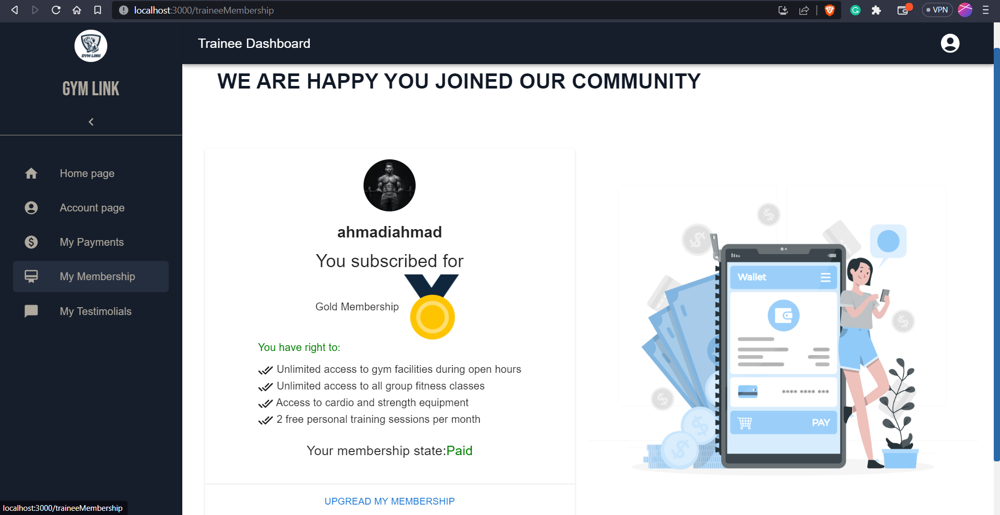 localhost:3000/traineeMembership
VPN
GYM LINK
Trainee Dashboard
GYM LINK
WE ARE HAPPY YOU JOINED OUR COMMUNITY
Home page
Account page
My Payments
My Membership
My Testimolials
ahmadiahmad
You subscribed for
Gold Membership
You have right to:
Unlimited access to gym facilities during open hours
Unlimited access to all group fitness classes
Access to cardio and strength equipment
2 free personal training sessions per month
Your membership state:Paid
UPGREAD MY MEMBERSHIP
Wallet
**** **** ***
PAY
localhost:3000/traineeMembership